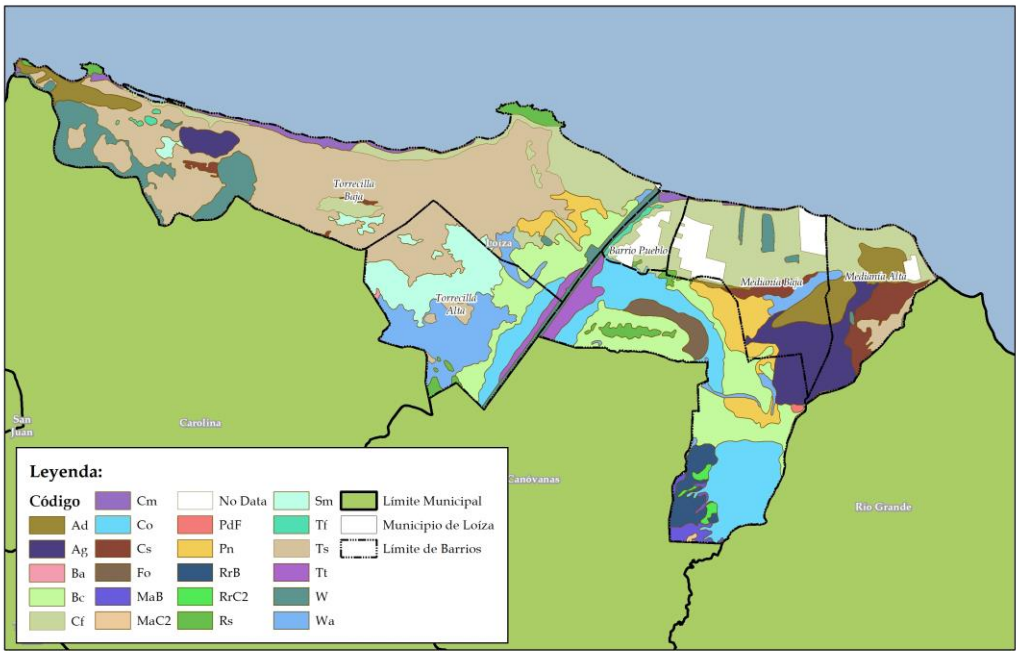 Torrecilla
Baja
Loíza
Barrio Pueblo
Mediania Baja
Mediania Alta
Torrecilla
Alta
San
Juan
Carolina
Canóvanas
Río Grande
Leyenda:
Código
Ad
Ag
Ba
Bc
Cf
Cm
Co
Cs
Fo
MaB
MaC2
No Data
PdF
Pn
RrB
RrC2
Rs
Sm
Tf
Ts
Tt
W
Wa
Límite Municipal
Municipio de Loíza
Límite de Barrios